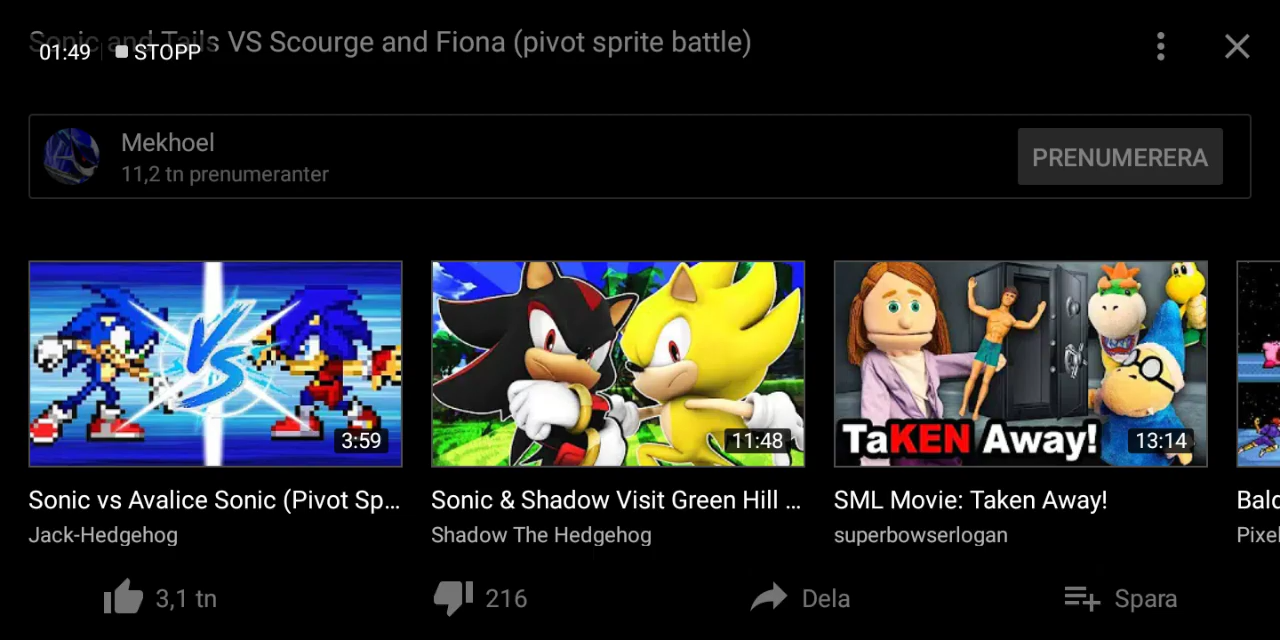 Sonic and Tails VS Scourge and Fiona (pivot sprite battle)
01:49 STOPP
Mekhoel
11,2 tn prenumeranter
PRENUMERERA
VS
3:59
11:48
TaKEN Away!
13:14
Sonic vs Avalice Sonic (Pivot Sp...
Jack-Hedgehog
Sonic & Shadow Visit Green Hill ...
Shadow The Hedgehog
SML Movie: Taken Away!
superbowserlogan
Bald
Pixel
3,1 tn
216
Dela
Spara